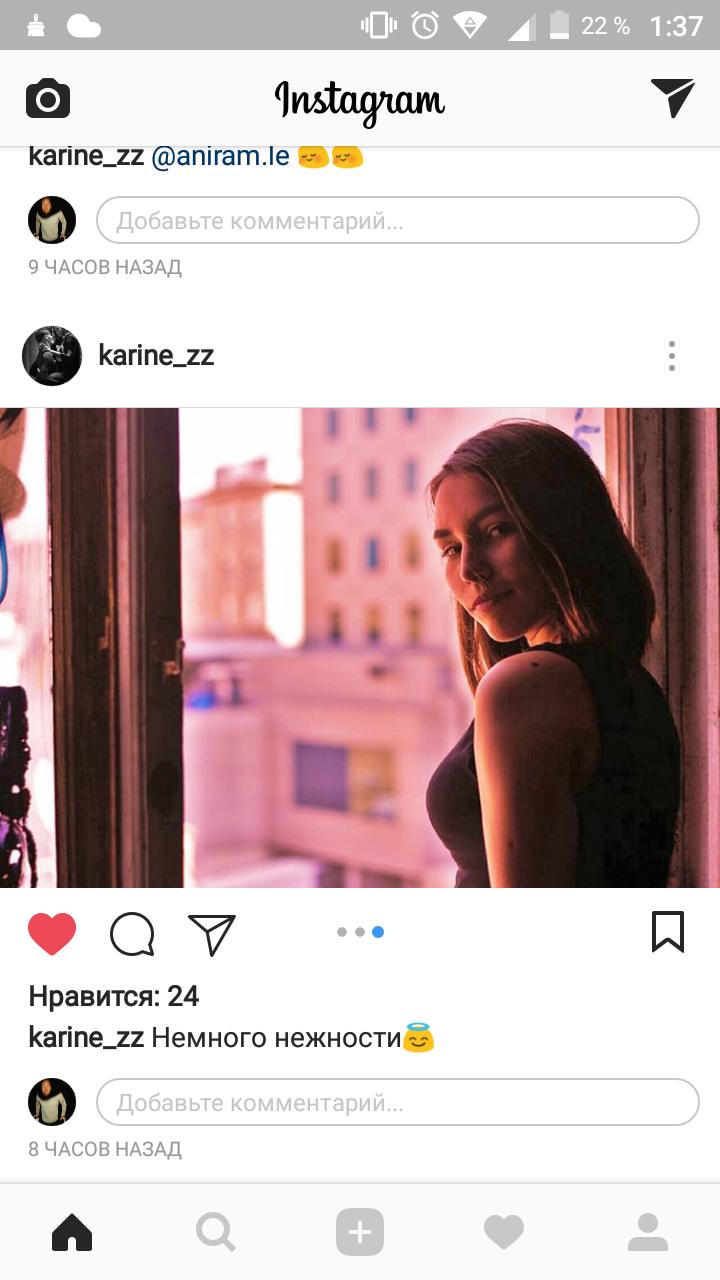 22 % 1:37
Instagram
karine_zz @aniram.le 😌😌
Добавьте комментарий...
9 ЧАСОВ НАЗАД
karine_zz
Нравится: 24
karine_zz Немного нежности😇
Добавьте комментарий...
8 ЧАСОВ НАЗАД